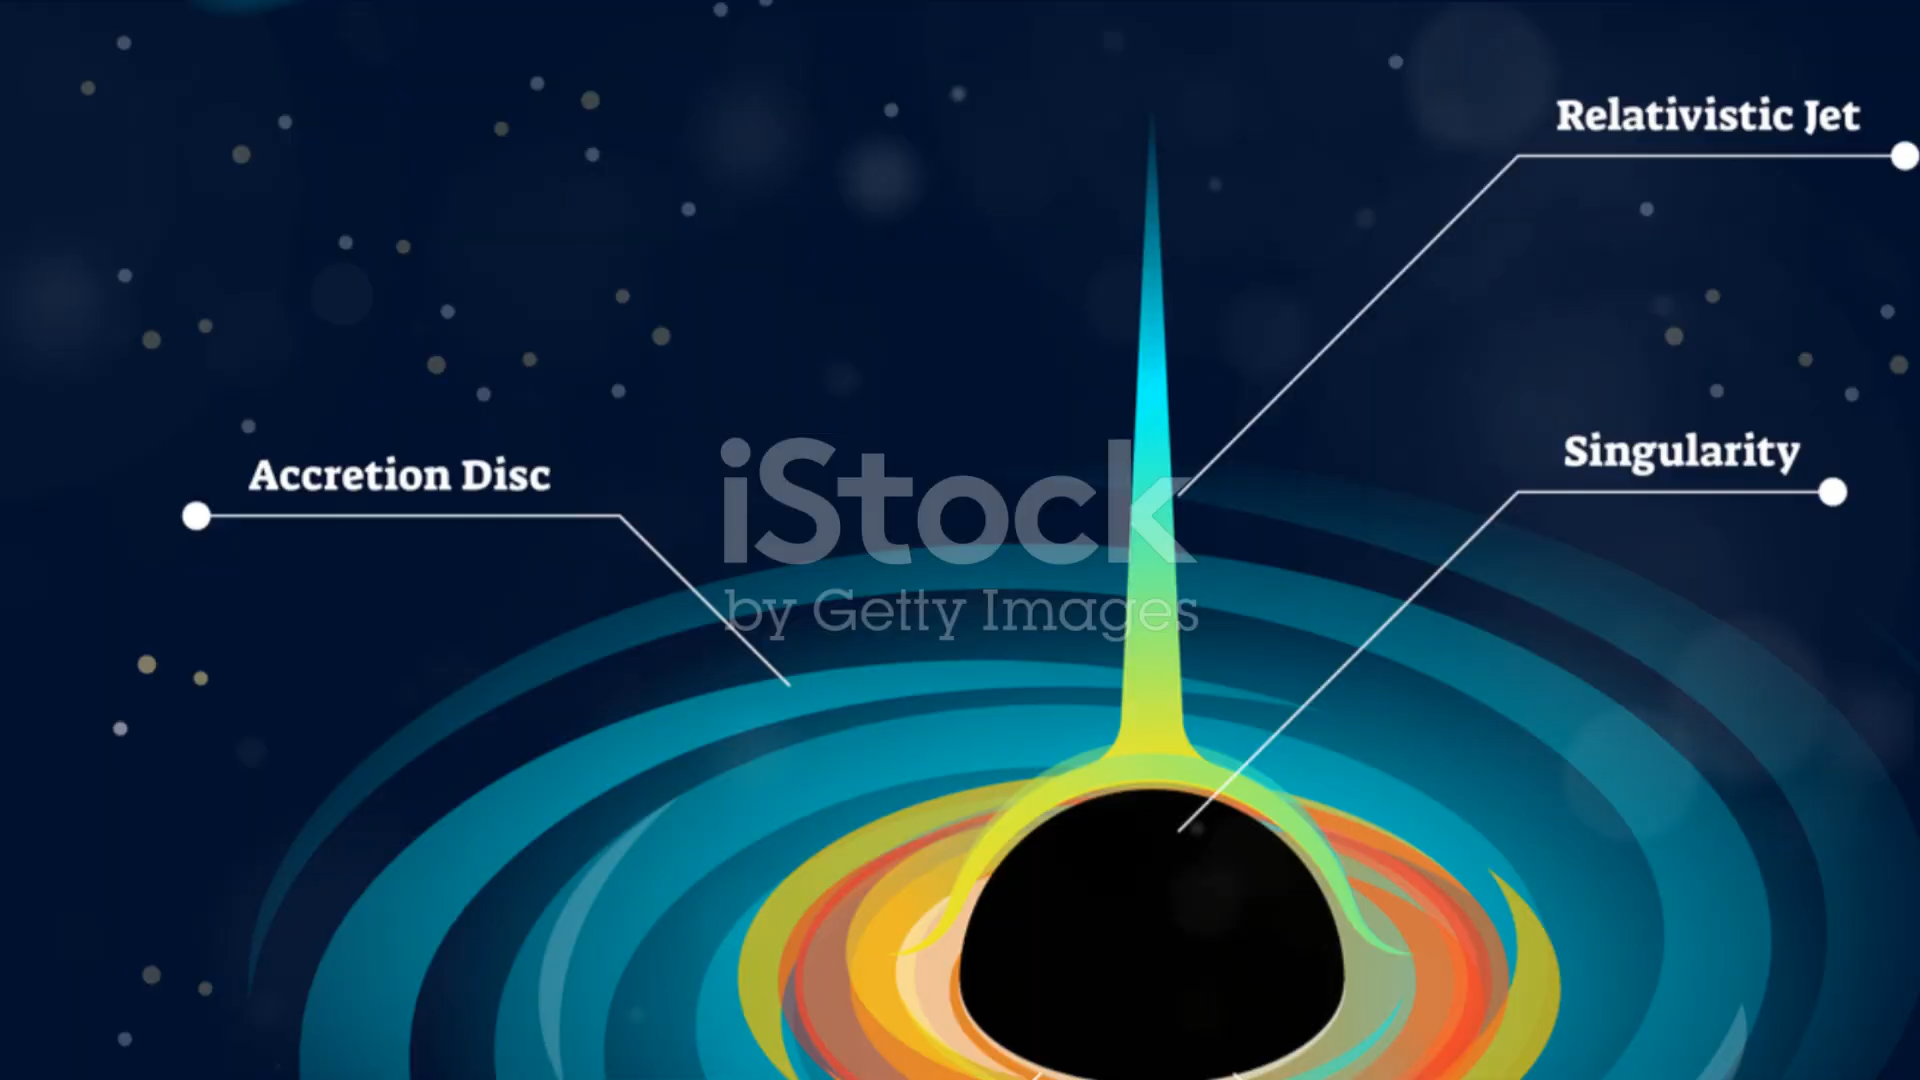 Relativistic Jet
Singularity
Accretion Disc
iStock
by Getty Images